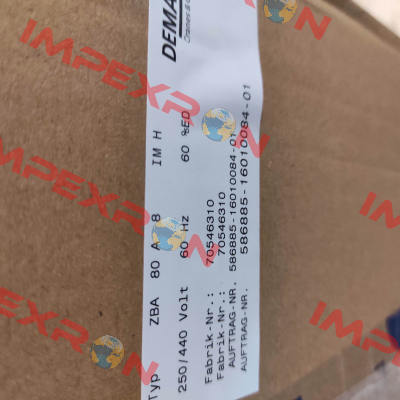 DEMA
Cranes &
Typ ZBA 80 A 8 IM H
250/440 Volt 60 Hz 60 %ED
Fabrik-Nr.: 70546310
Fabrik-Nr.: 70546310
AUFTRAG-NR. 586885-16010084-01
AUFTRAG-NR. 586885-16010084-01
IMPEXRON
IMPEXRON
IMPEXRON